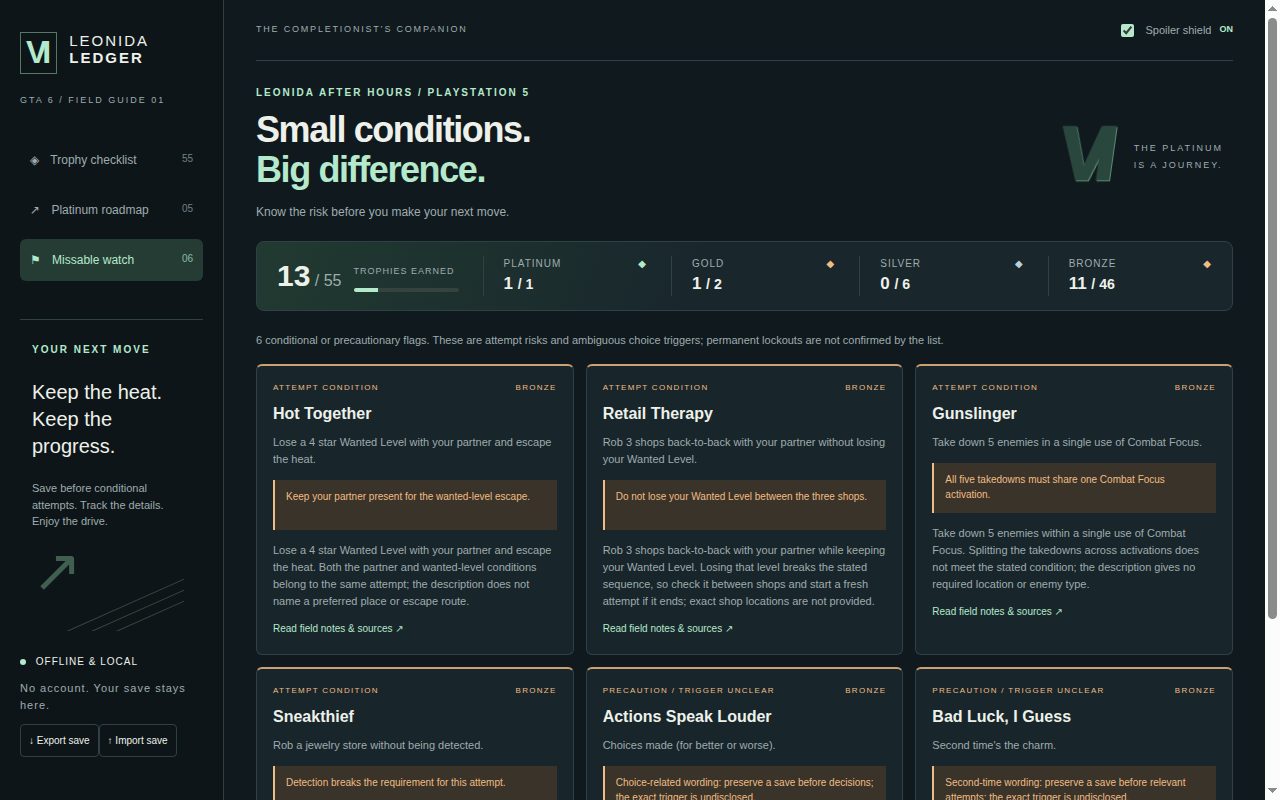 VI
LEONIDA
LEDGER
GTA 6 / FIELD GUIDE 01
Trophy checklist 55
Platinum roadmap 05
Missable watch 06
YOUR NEXT MOVE
Keep the heat.
Keep the
progress.
Save before conditional
attempts. Track the details.
Enjoy the drive.
OFFLINE & LOCAL
No account. Your save stays
here.
↓ Export save
↑ Import save
THE COMPLETIONIST'S COMPANION
Spoiler shield ON
LEONIDA AFTER HOURS / PLAYSTATION 5
Small conditions.
Big difference.
Know the risk before you make your next move.
VI
THE PLATINUM
IS A JOURNEY.
13 / 55
TROPHIES EARNED
PLATINUM
1 / 1
GOLD
1 / 2
SILVER
0 / 6
BRONZE
11 / 46
6 conditional or precautionary flags. These are attempt risks and ambiguous choice triggers; permanent lockouts are not confirmed by the list.
ATTEMPT CONDITION BRONZE
Hot Together
Lose a 4 star Wanted Level with your partner and escape
the heat.
Keep your partner present for the wanted-level escape.
Lose a 4 star Wanted Level with your partner and escape
the heat. Both the partner and wanted-level conditions
belong to the same attempt; the description does not
name a preferred place or escape route.
Read field notes & sources ↗
ATTEMPT CONDITION BRONZE
Retail Therapy
Rob 3 shops back-to-back with your partner without losing
your Wanted Level.
Do not lose your Wanted Level between the three shops.
Rob 3 shops back-to-back with your partner while keeping
your Wanted Level. Losing that level breaks the stated
sequence, so check it between shops and start a fresh
attempt if it ends; exact shop locations are not provided.
Read field notes & sources ↗
ATTEMPT CONDITION BRONZE
Gunslinger
Take down 5 enemies in a single use of Combat Focus.
All five takedowns must share one Combat Focus
activation.
Take down 5 enemies within a single use of Combat
Focus. Splitting the takedowns across activations does
not meet the stated condition; the description gives no
required location or enemy type.
Read field notes & sources ↗
ATTEMPT CONDITION BRONZE
Sneakthief
Rob a jewelry store without being detected.
Detection breaks the requirement for this attempt.
PRECAUTION / TRIGGER UNCLEAR BRONZE
Actions Speak Louder
Choices made (for better or worse).
Choice-related wording: preserve a save before decisions;
the exact trigger is undisclosed.
PRECAUTION / TRIGGER UNCLEAR BRONZE
Bad Luck, I Guess
Second time's the charm.
Second-time wording: preserve a save before relevant
attempts; the exact trigger is undisclosed.